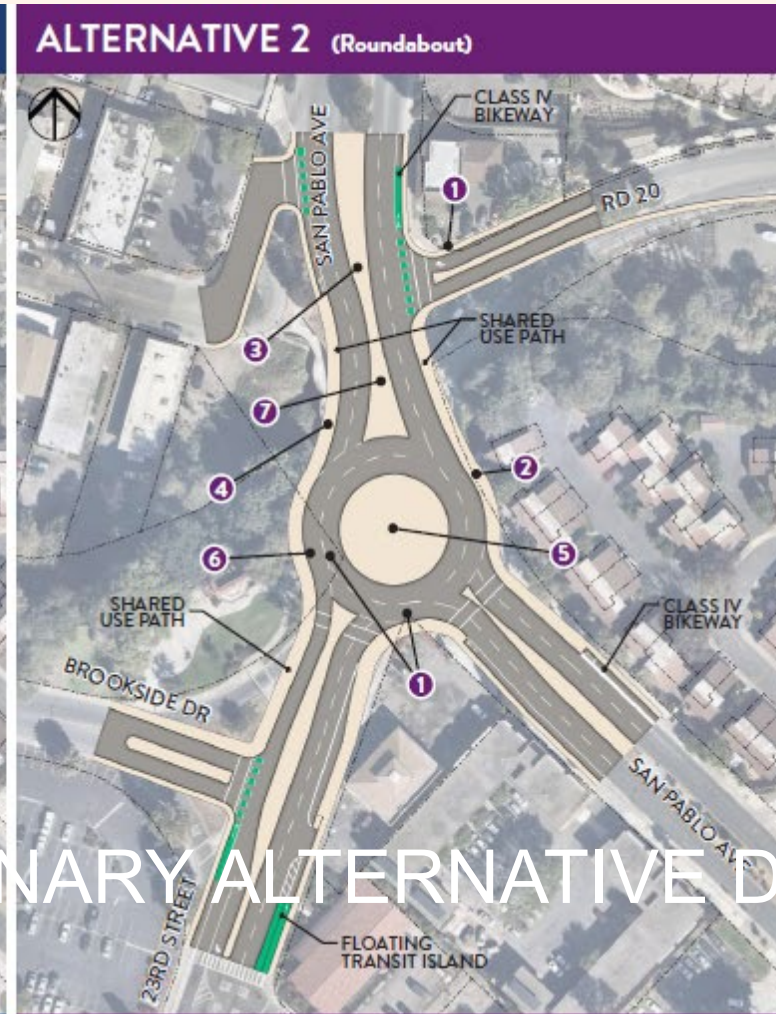 ALTERNATIVE 2 (Roundabout)
CLASS IV
BIKEWAY
SAN PABLO AVE
1
RD 20
3
SHARED
USE PATH
7
4
2
6
5
SHARED
USE PATH
CLASS IV
BIKEWAY
1
BROOKSIDE DR
SAN PABLO AVE
NARY ALTERNATIVE D
23RD STREET
FLOATING
TRANSIT ISLAND